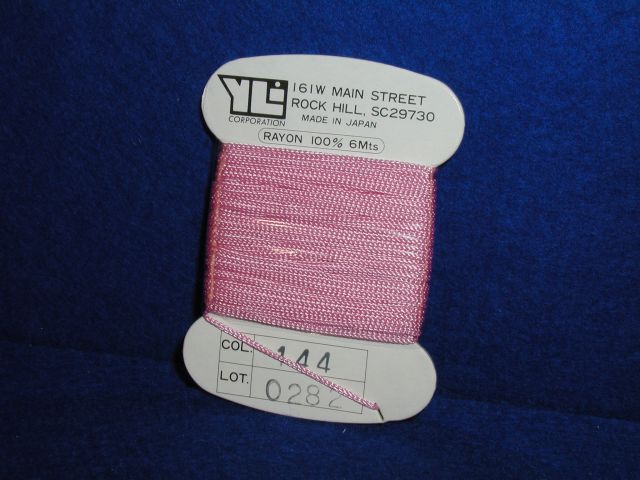 YLi
CORPORATION
161W MAIN STREET
ROCK HILL, SC29730
MADE IN JAPAN
RAYON 100% 6Mts
COL. 144
LOT. 0282